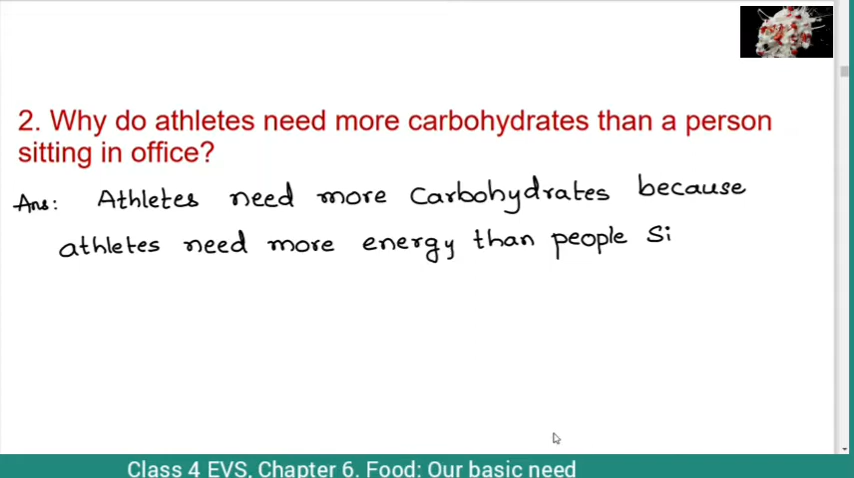 2. Why do athletes need more carbohydrates than a person
sitting in office?
Ans: Athletes need more Carbohydrates because
athletes need more energy than people Si
Class 4 EVS, Chapter 6. Food: Our basic need